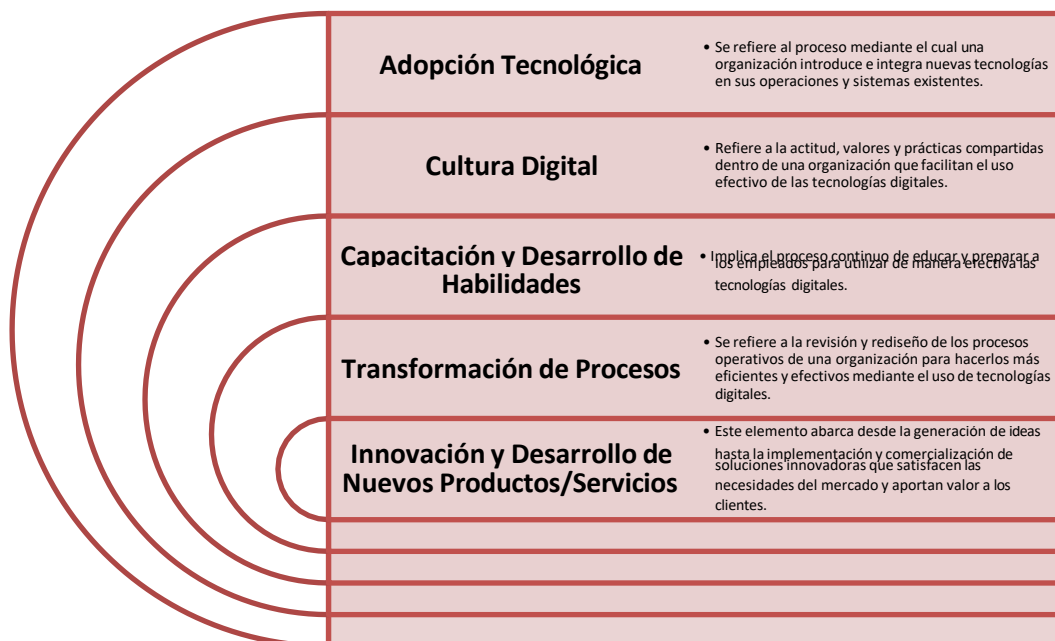 Adopción Tecnológica
• Se refiere al proceso mediante el cual una
organización introduce e integra nuevas tecnologías
en sus operaciones y sistemas existentes.
Cultura Digital
• Refiere a la actitud, valores y prácticas compartidas
dentro de una organización que facilitan el uso
efectivo de las tecnologías digitales.
Capacitación y Desarrollo de
Habilidades
• Implica el proceso continuo de educar y preparar a
los empleados para utilizar de manera efectiva las
tecnologías digitales.
Transformación de Procesos
• Se refiere a la revisión y rediseño de los procesos
operativos de una organización para hacerlos más
eficientes y efectivos mediante el uso de tecnologías
digitales.
Innovación y Desarrollo de
Nuevos Productos/Servicios
• Este elemento abarca desde la generación de ideas
hasta la implementación y comercialización de
soluciones innovadoras que satisfacen las
necesidades del mercado y aportan valor a los
clientes.